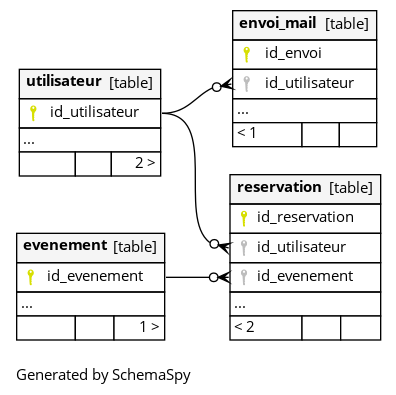 utilisateur [table]
id_utilisateur
...
2 >
evenement [table]
id_evenement
...
1 >
envoi_mail [table]
id_envoi
id_utilisateur
...
< 1
reservation [table]
id_reservation
id_utilisateur
id_evenement
...
< 2
Generated by SchemaSpy